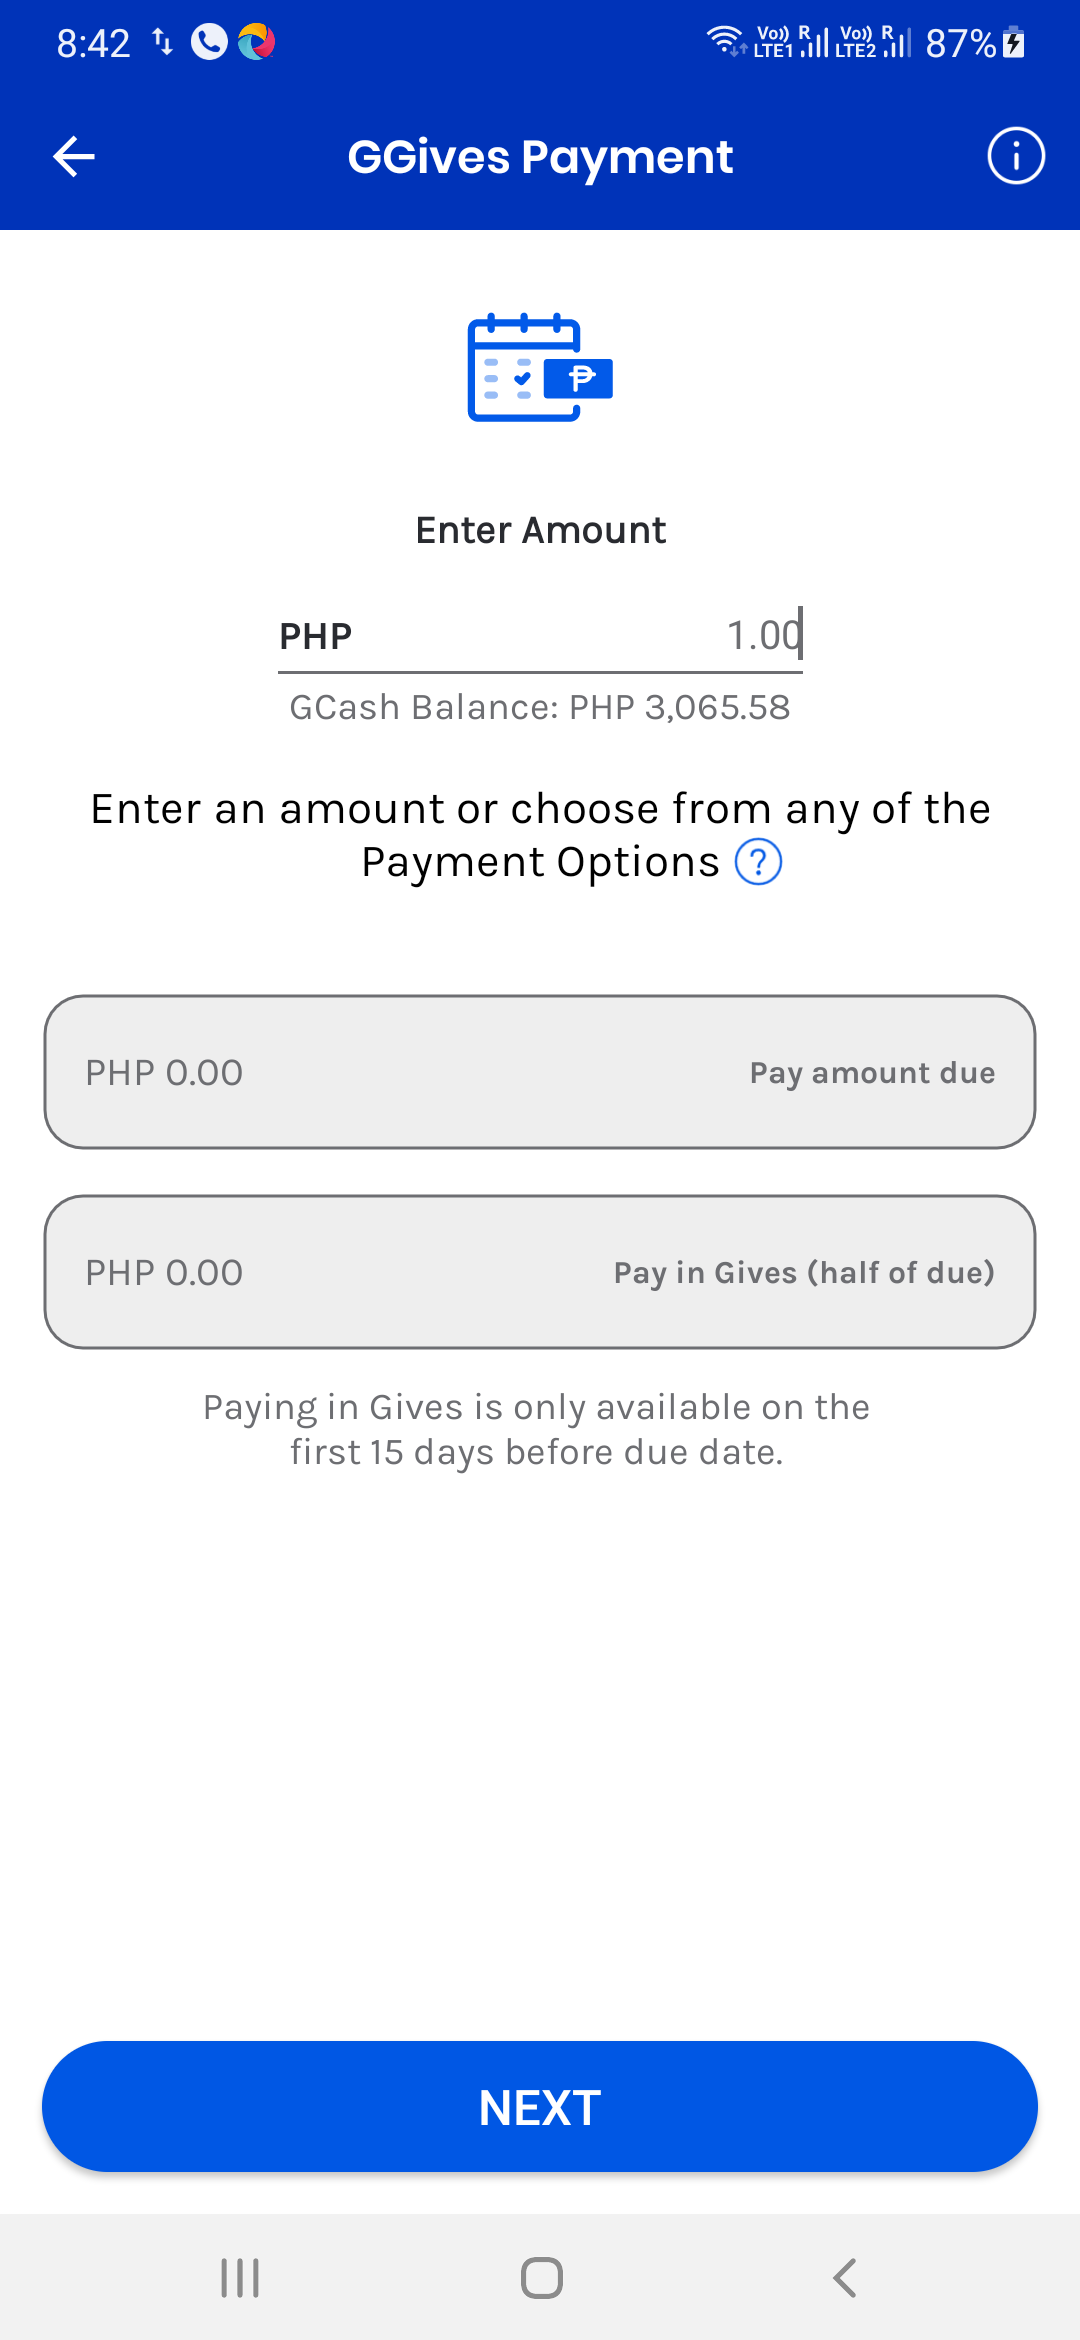 8:42 Vo)) R Vo)) R 87%
LTE1 LTE2
GGives Payment
Enter Amount
PHP 1.00
GCash Balance: PHP 3,065.58
Enter an amount or choose from any of the
Payment Options ?
PHP 0.00 Pay amount due
PHP 0.00 Pay in Gives (half of due)
Paying in Gives is only available on the
first 15 days before due date.
NEXT